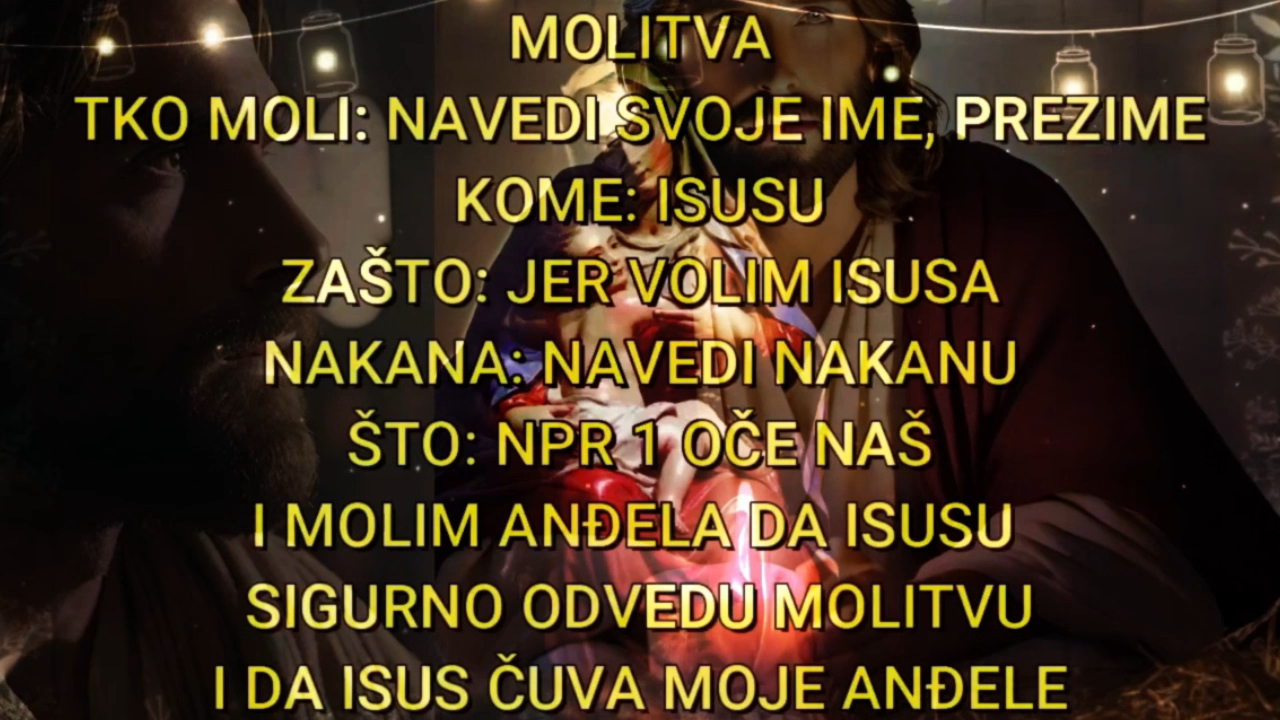 MOLITVA
TKO MOLI: NAVEDI SVOJE IME, PREZIME
KOME: ISUSU
ZAŠTO: JER VOLIM ISUSA
NAKANA: NAVEDI NAKANU
ŠTO: NPR 1 OČE NAŠ
I MOLIM ANĐELA DA ISUSU
SIGURNO ODVEDU MOLITVU
I DA ISUS ČUVA MOJE ANĐELE